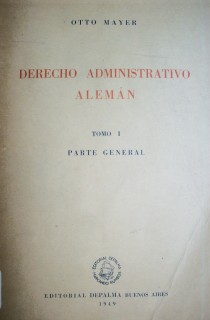 OTTO MAYER
DERECHO ADMINISTRATIVO
ALEMÁN
TOMO I
PARTE GENERAL
EDITORIAL DEPALMA BUENOS AIRES
1949